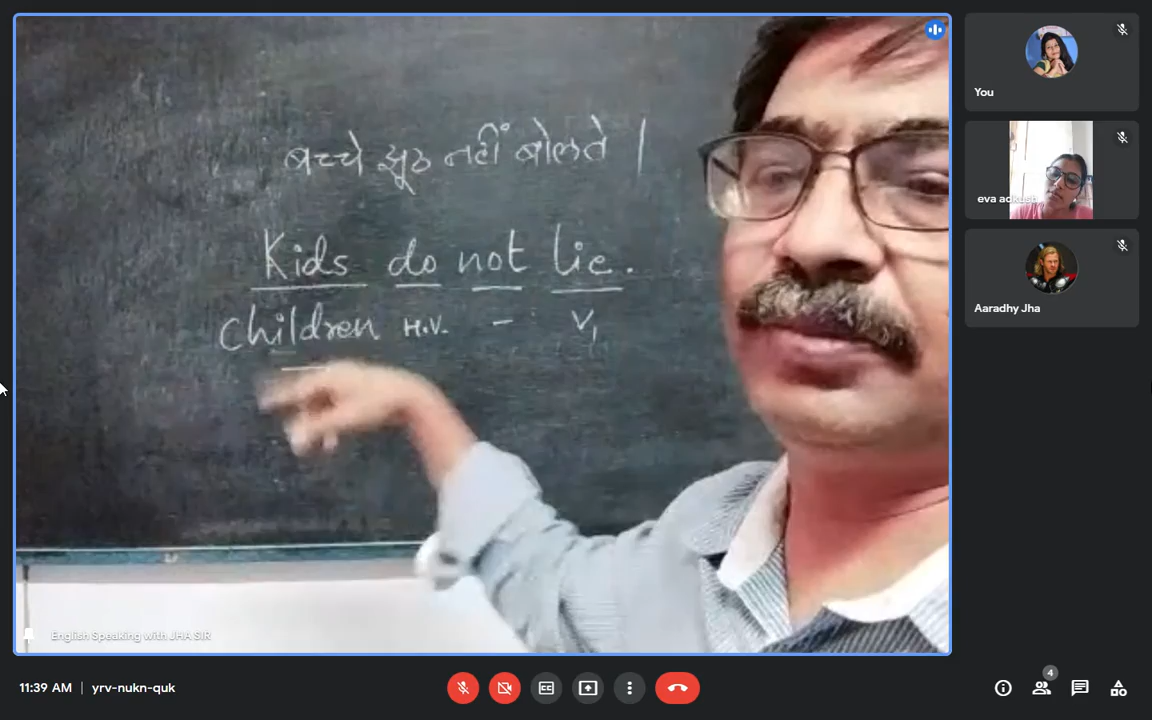 You
बच्चे झूठ नहीं बोलते |
eva adkush
Kids do not lie.
Aaradhy Jha
children H.V. – V₁
English Speaking with JHA SIR
11:39 AM | yrv-nukn-quk
4